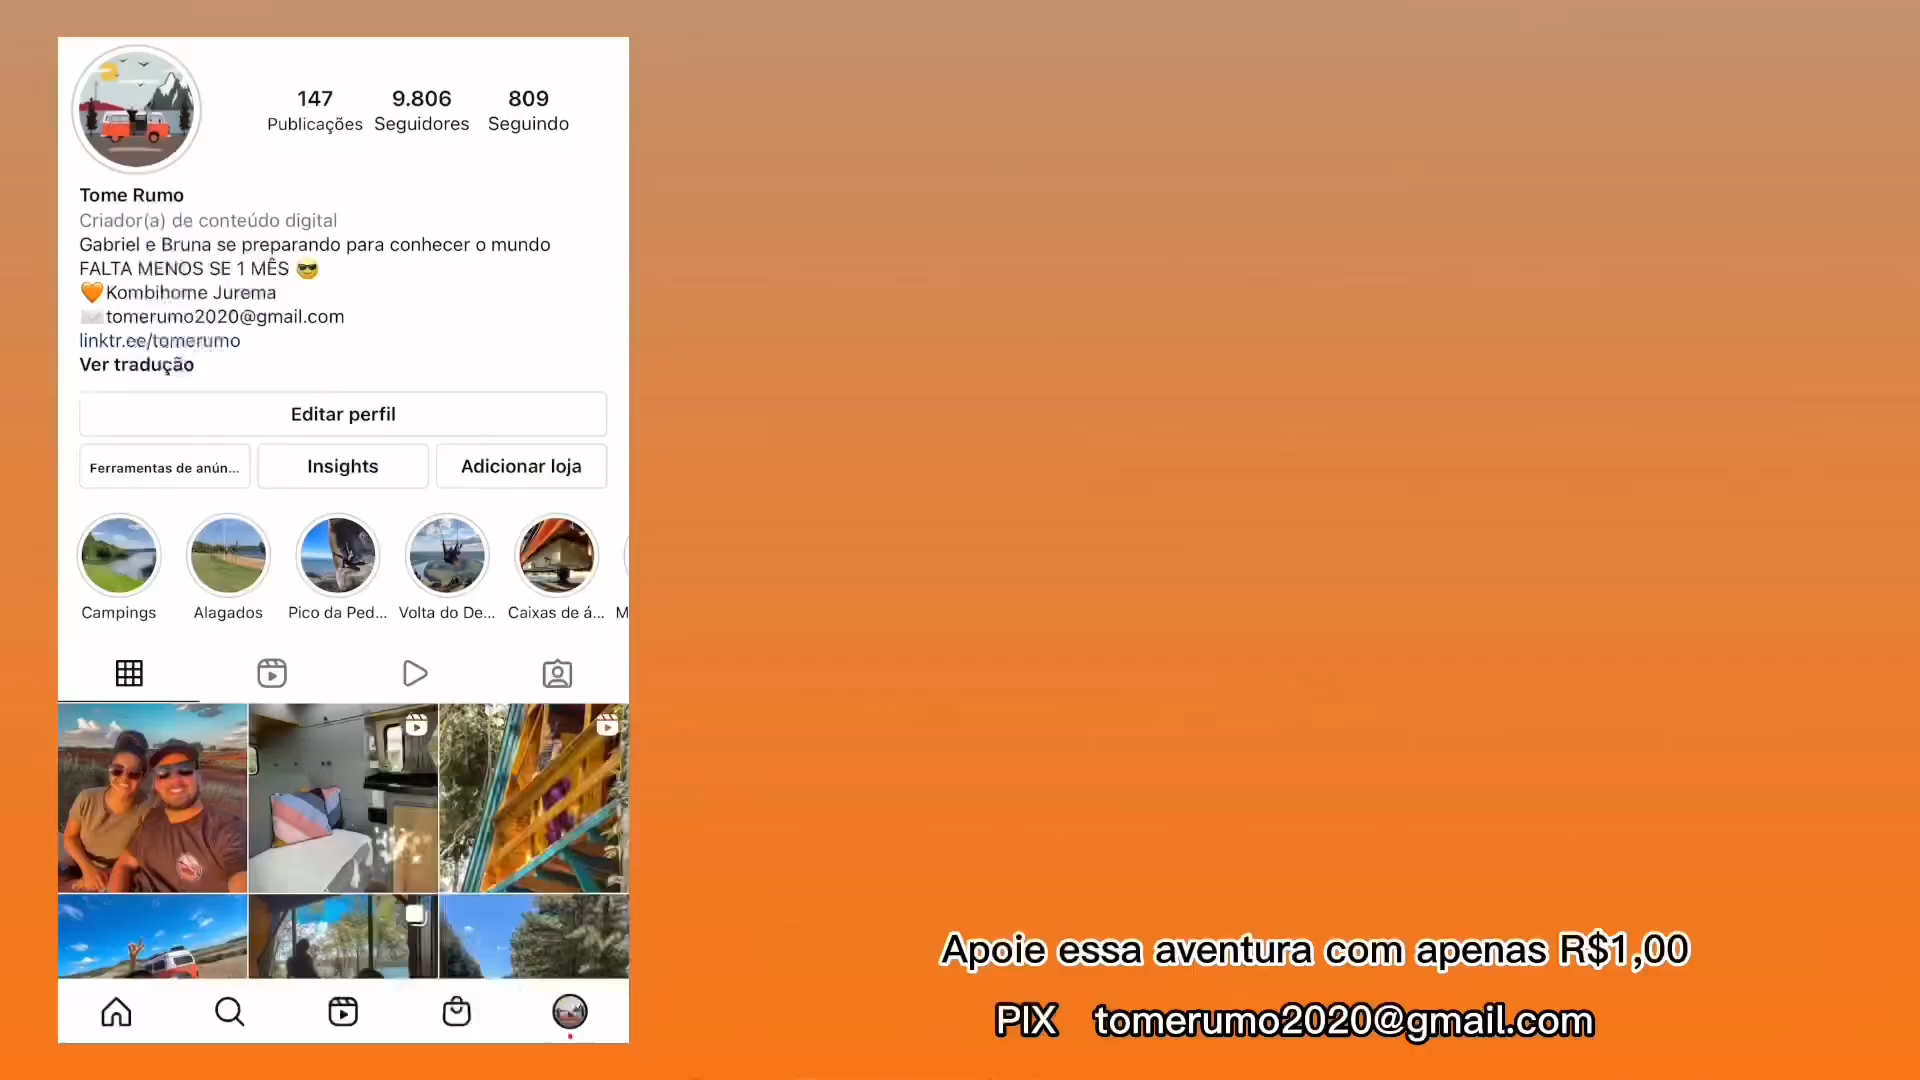 147 9.806 809
Publicações Seguidores Seguindo
Tome Rumo
Criador(a) de conteúdo digital
Gabriel e Bruna se preparando para conhecer o mundo
FALTA MENOS SE 1 MÊS 😎
🧡Kombihome Jurema
✉️tomerumo2020@gmail.com
linktr.ee/tomerumo
Ver tradução
Editar perfil
Ferramentas de anún...
Insights
Adicionar loja
Campings Alagados Pico da Ped... Volta do De... Caixas de á... M
Apoie essa aventura com apenas R$1,00
PIX tomerumo2020@gmail.com